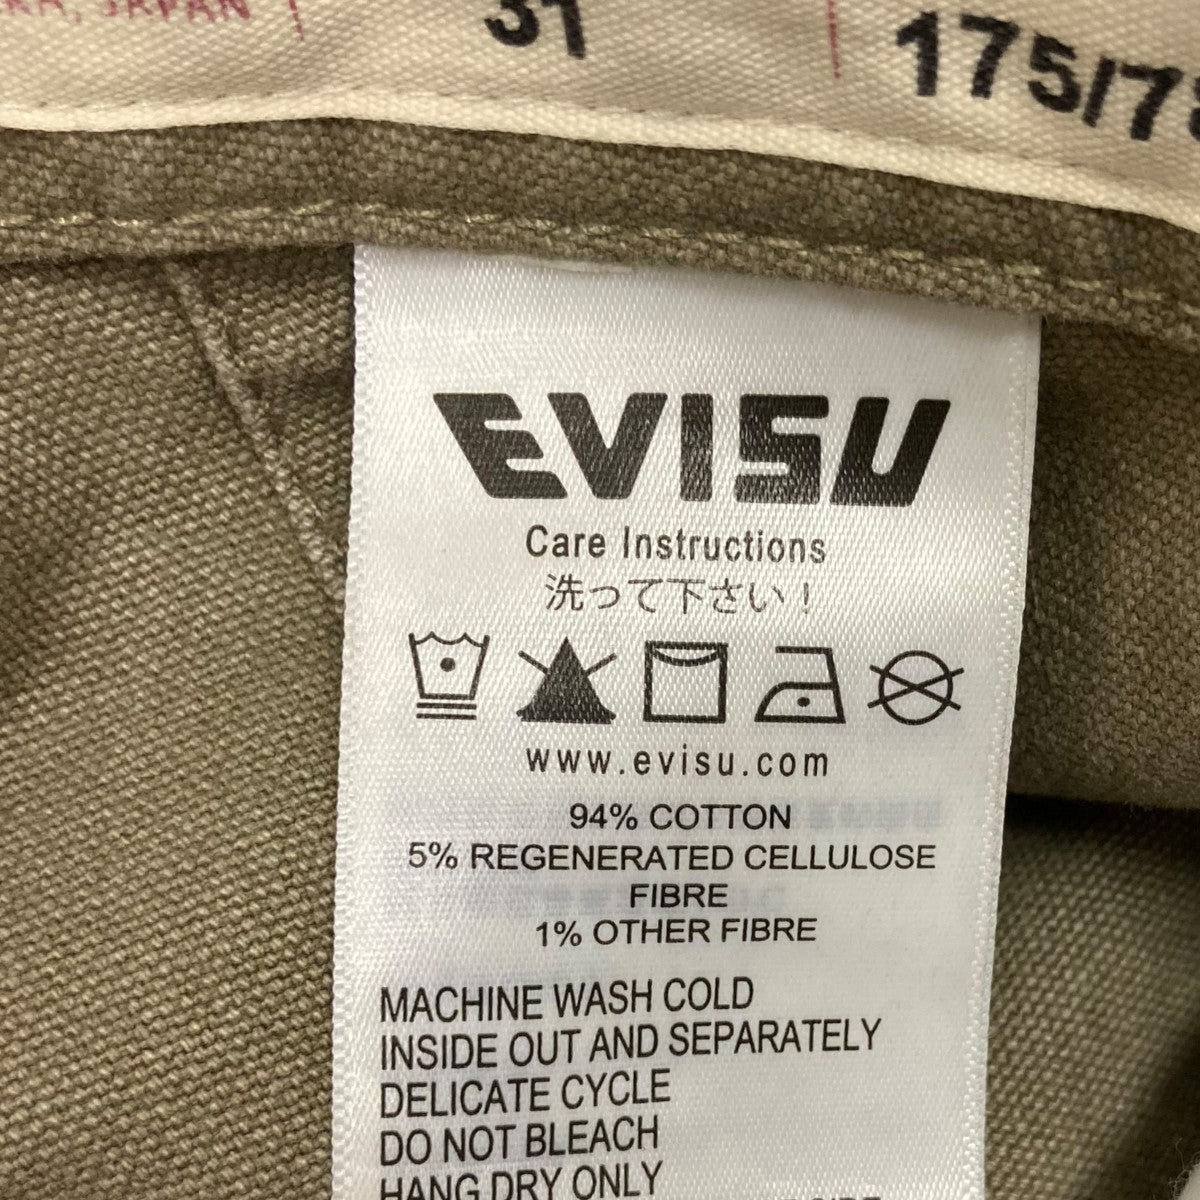 JAPAN
31
175/7
EVISU
Care Instructions
洗って下さい！
www.evisu.com
94% COTTON
5% REGENERATED CELLULOSE
FIBRE
1% OTHER FIBRE
MACHINE WASH COLD
INSIDE OUT AND SEPARATELY
DELICATE CYCLE
DO NOT BLEACH
HANG DRY ONLY